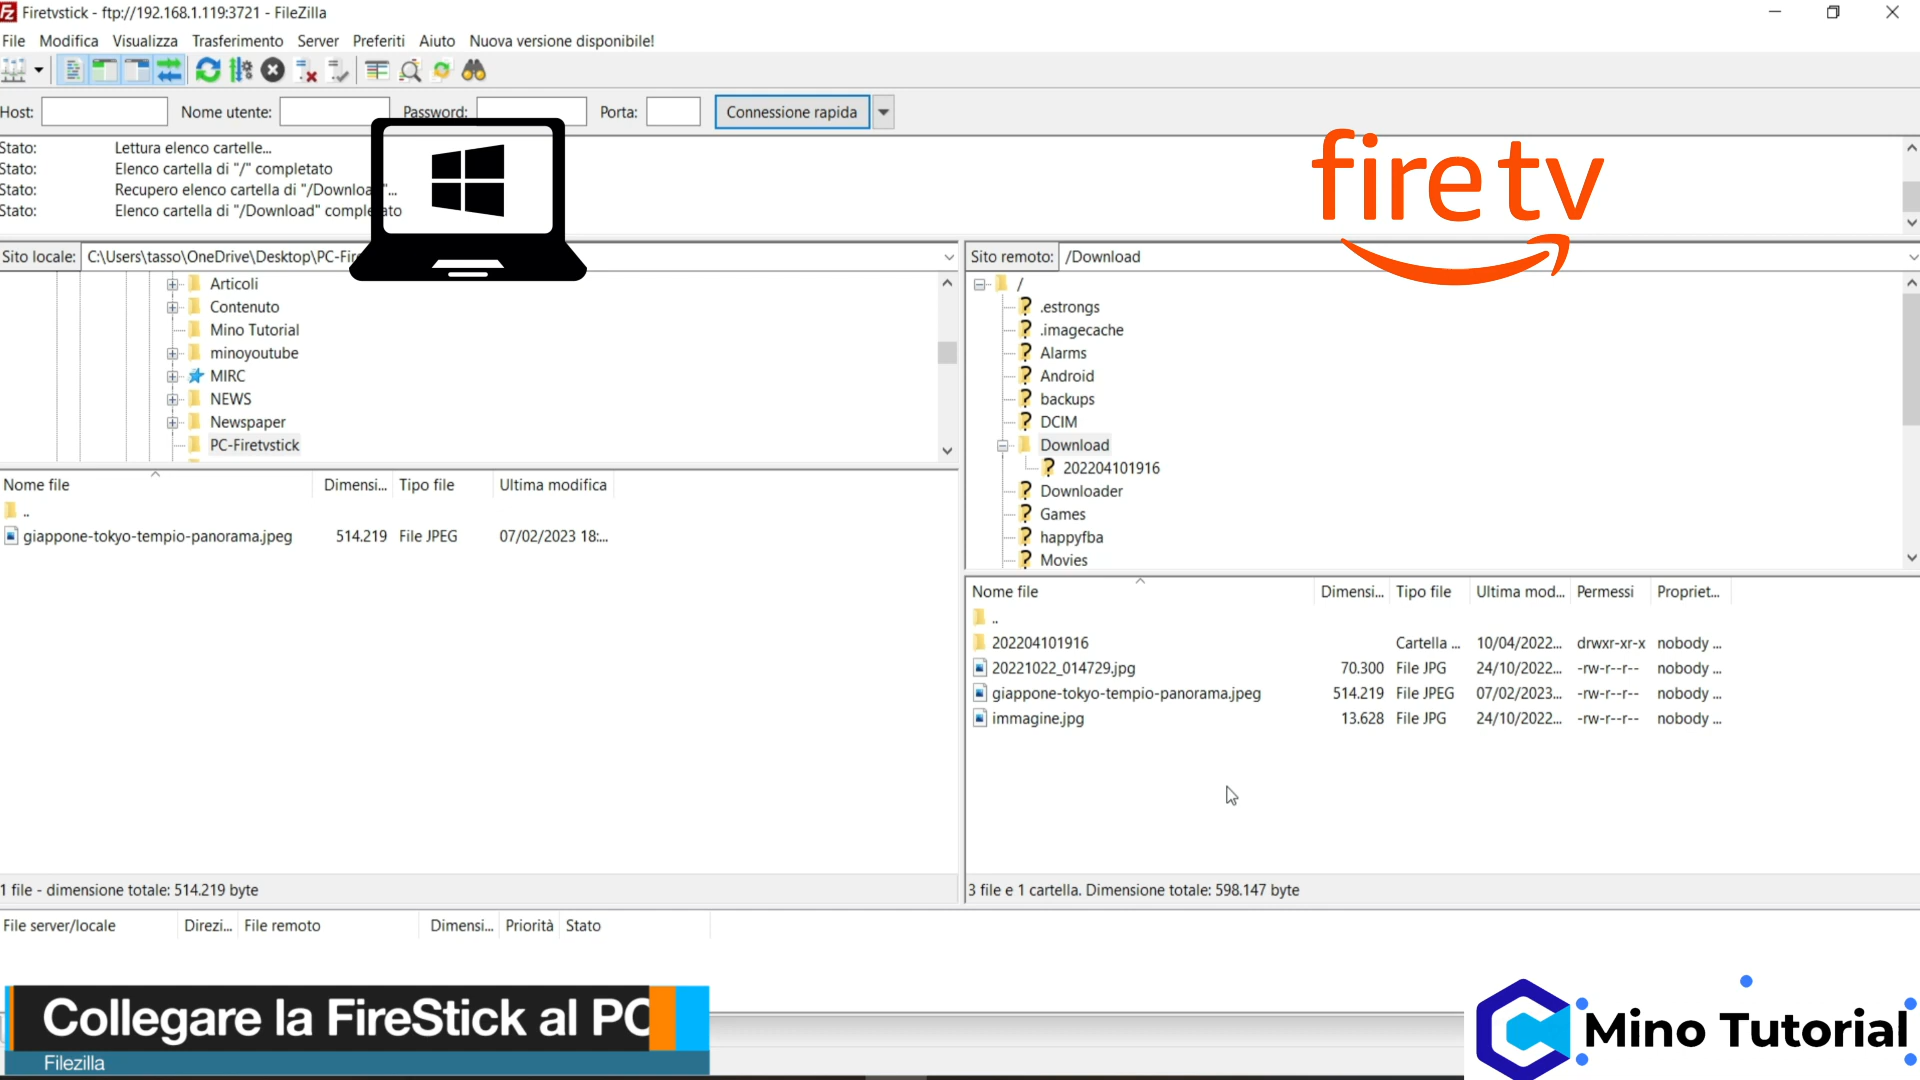 Firetvstick - ftp://192.168.1.119:3721 - FileZilla
File Modifica Visualizza Trasferimento Server Preferiti Aiuto Nuova versione disponibile!
Host: Nome utente: Password: Porta: Connessione rapida
Stato: Lettura elenco cartelle...
Stato: Elenco cartella di "/" completato
Stato: Recupero elenco cartella di "/Download"...
Stato: Elenco cartella di "/Download" completato
fire tv
Sito locale: C:\Users\tasso\OneDrive\Desktop\PC-Fire
Articoli
Contenuto
Mino Tutorial
minoyoutube
MIRC
NEWS
Newspaper
PC-Firetvstick
Nome file Dimensi... Tipo file Ultima modifica
..
giappone-tokyo-tempio-panorama.jpeg 514.219 File JPEG 07/02/2023 18:...
1 file - dimensione totale: 514.219 byte
Sito remoto: /Download
/
.estrongs
.imagecache
Alarms
Android
backups
DCIM
Download
202204101916
Downloader
Games
happyfba
Movies
Nome file Dimensi... Tipo file Ultima mod... Permessi Propriet...
..
202204101916 Cartella ... 10/04/2022... drwxr-xr-x nobody ...
20221022_014729.jpg 70.300 File JPG 24/10/2022... -rw-r--r-- nobody ...
giappone-tokyo-tempio-panorama.jpeg 514.219 File JPEG 07/02/2023... -rw-r--r-- nobody ...
immagine.jpg 13.628 File JPG 24/10/2022... -rw-r--r-- nobody ...
3 file e 1 cartella. Dimensione totale: 598.147 byte
File server/locale Direzi... File remoto Dimensi... Priorità Stato
Collegare la FireStick al PC
Filezilla
Mino Tutorial